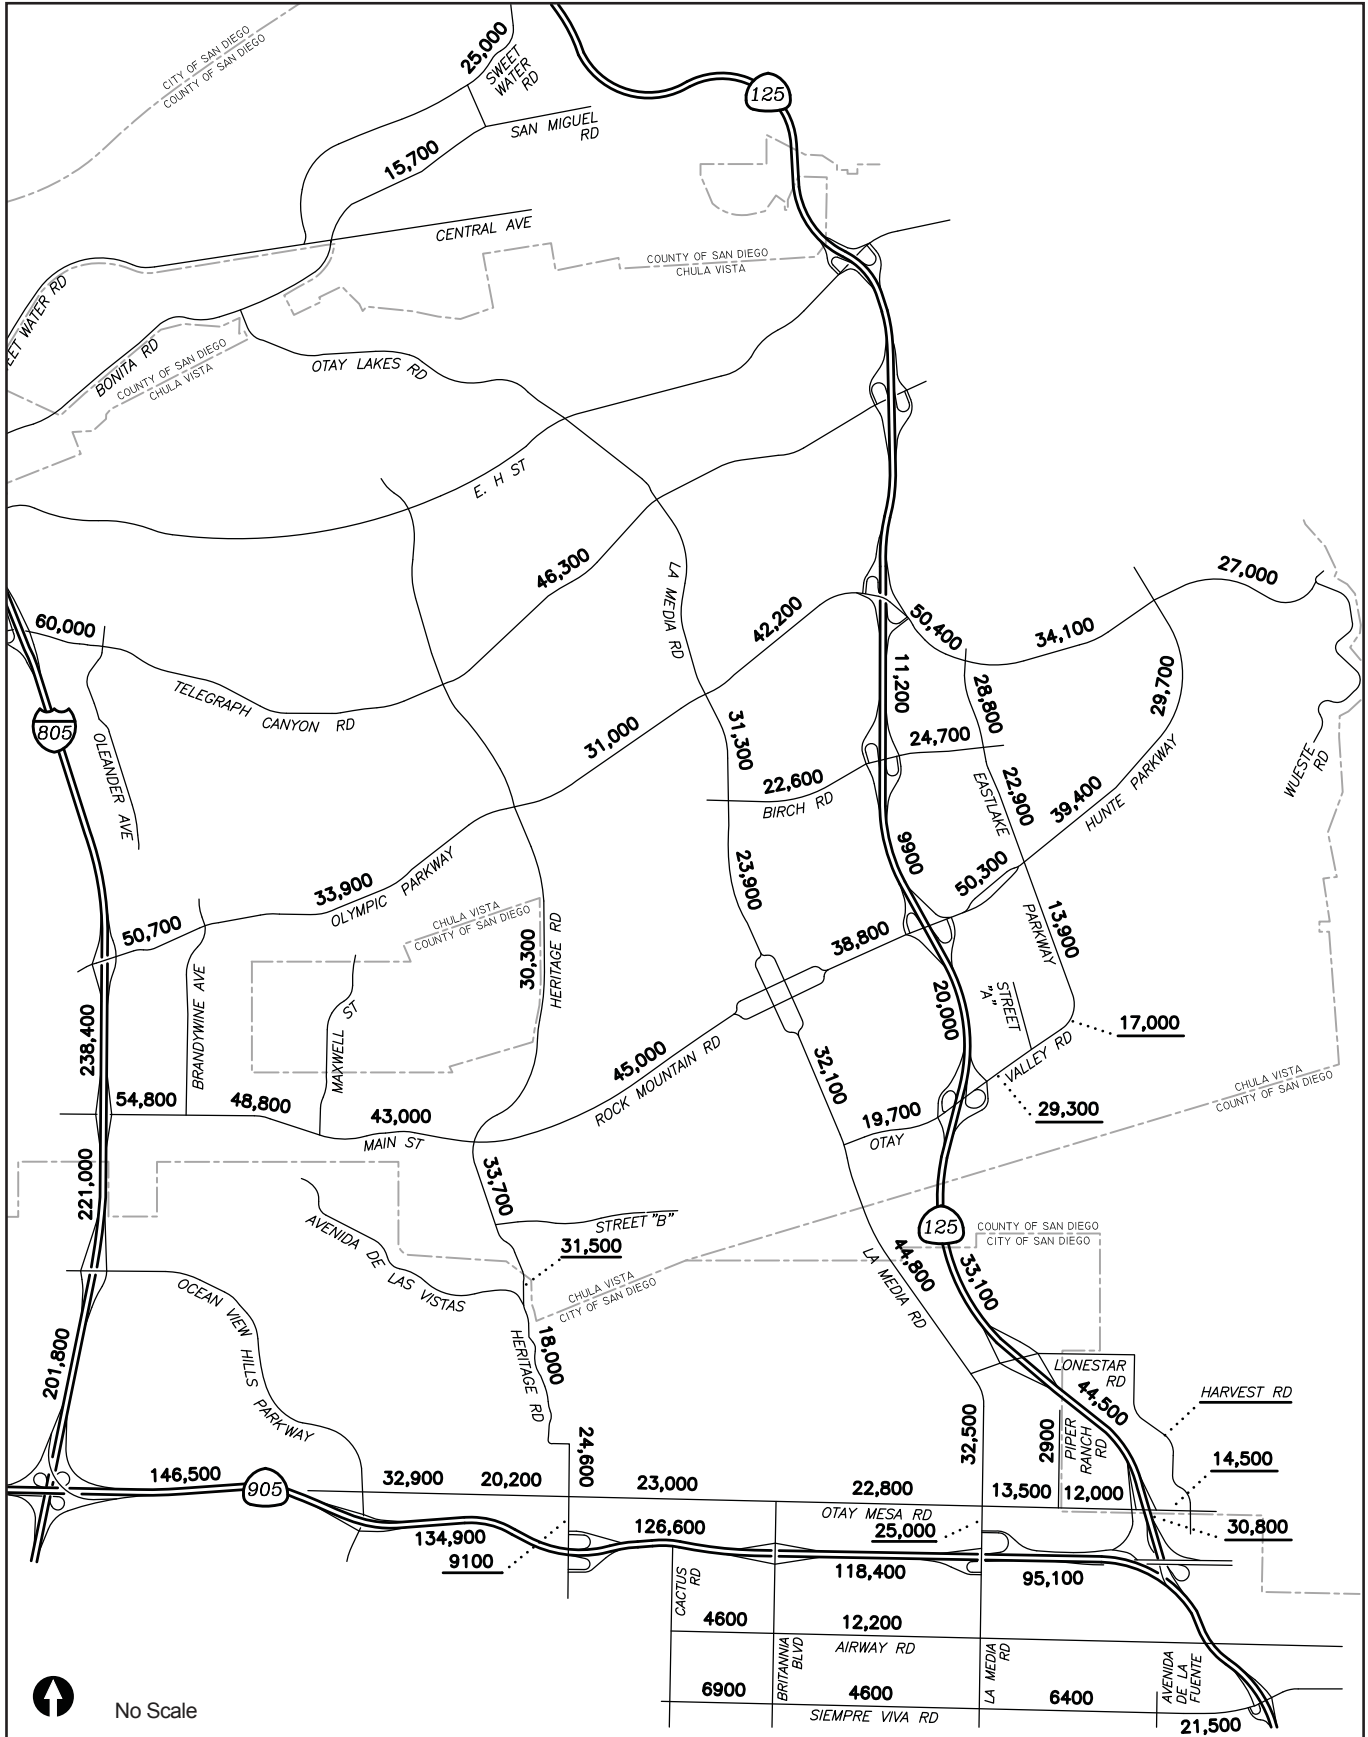 CITY OF SAN DIEGO
COUNTY OF SAN DIEGO
25,000
SWEET
WATER
RD
125
SAN MIGUEL
RD
15,700
CENTRAL AVE
COUNTY OF SAN DIEGO
CHULA VISTA
EET WATER RD
BONITA RD
COUNTY OF SAN DIEGO
CHULA VISTA
OTAY LAKES RD
E. H ST
46,300
LA MEDIA RD
42,200
50,400
34,100
27,000
60,000
TELEGRAPH CANYON RD
805
OLEANDER AVE
11,200
28,800
29,700
31,000
31,300
24,700
22,600
BIRCH RD
EASTLAKE
PARKWAY
22,900
39,400
HUNTE PARKWAY
WUESTE
RD
33,900
OLYMPIC PARKWAY
50,700
CHULA VISTA
COUNTY OF SAN DIEGO
23,900
9900
50,300
13,900
38,800
30,300
HERITAGE RD
238,400
BRANDYWINE AVE
MAXWELL ST
20,000
STREET
"A"
17,000
45,000
ROCK MOUNTAIN RD
32,100
VALLEY RD
54,800
48,800
43,000
MAIN ST
19,700
OTAY
29,300
CHULA VISTA
COUNTY OF SAN DIEGO
221,000
33,700
AVENIDA DE LAS VISTAS
STREET "B"
31,500
125
COUNTY OF SAN DIEGO
CITY OF SAN DIEGO
LA MEDIA RD
44,800
33,100
CHULA VISTA
CITY OF SAN DIEGO
OCEAN VIEW HILLS PARKWAY
201,800
HERITAGE RD
18,000
LONESTAR
RD
HARVEST RD
44,500
24,600
32,500
2900
PIPER
RANCH
RD
14,500
146,500
905
32,900
20,200
23,000
22,800
13,500
12,000
OTAY MESA RD
134,900
9100
126,600
25,000
30,800
118,400
95,100
CACTUS
RD
4600
12,200
AIRWAY RD
BRITANNIA
BLVD
LA MEDIA
RD
AVENIDA
DE LA
FUENTE
6900
4600
6400
SIEMPRE VIVA RD
21,500
No Scale